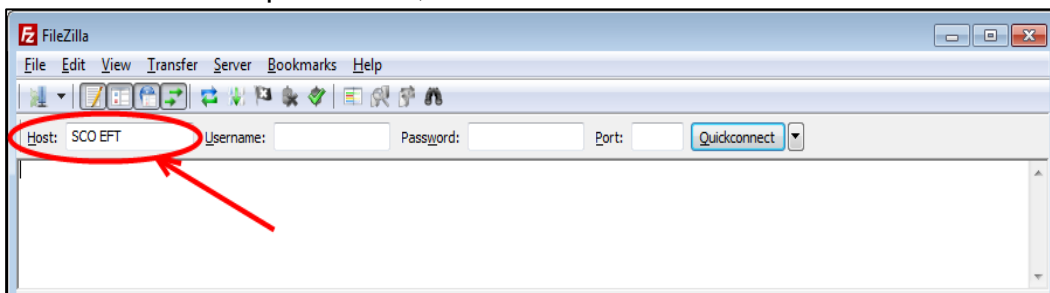 FileZilla
File Edit View Transfer Server Bookmarks Help
Host: SCO EFT Username: Password: Port: Quickconnect